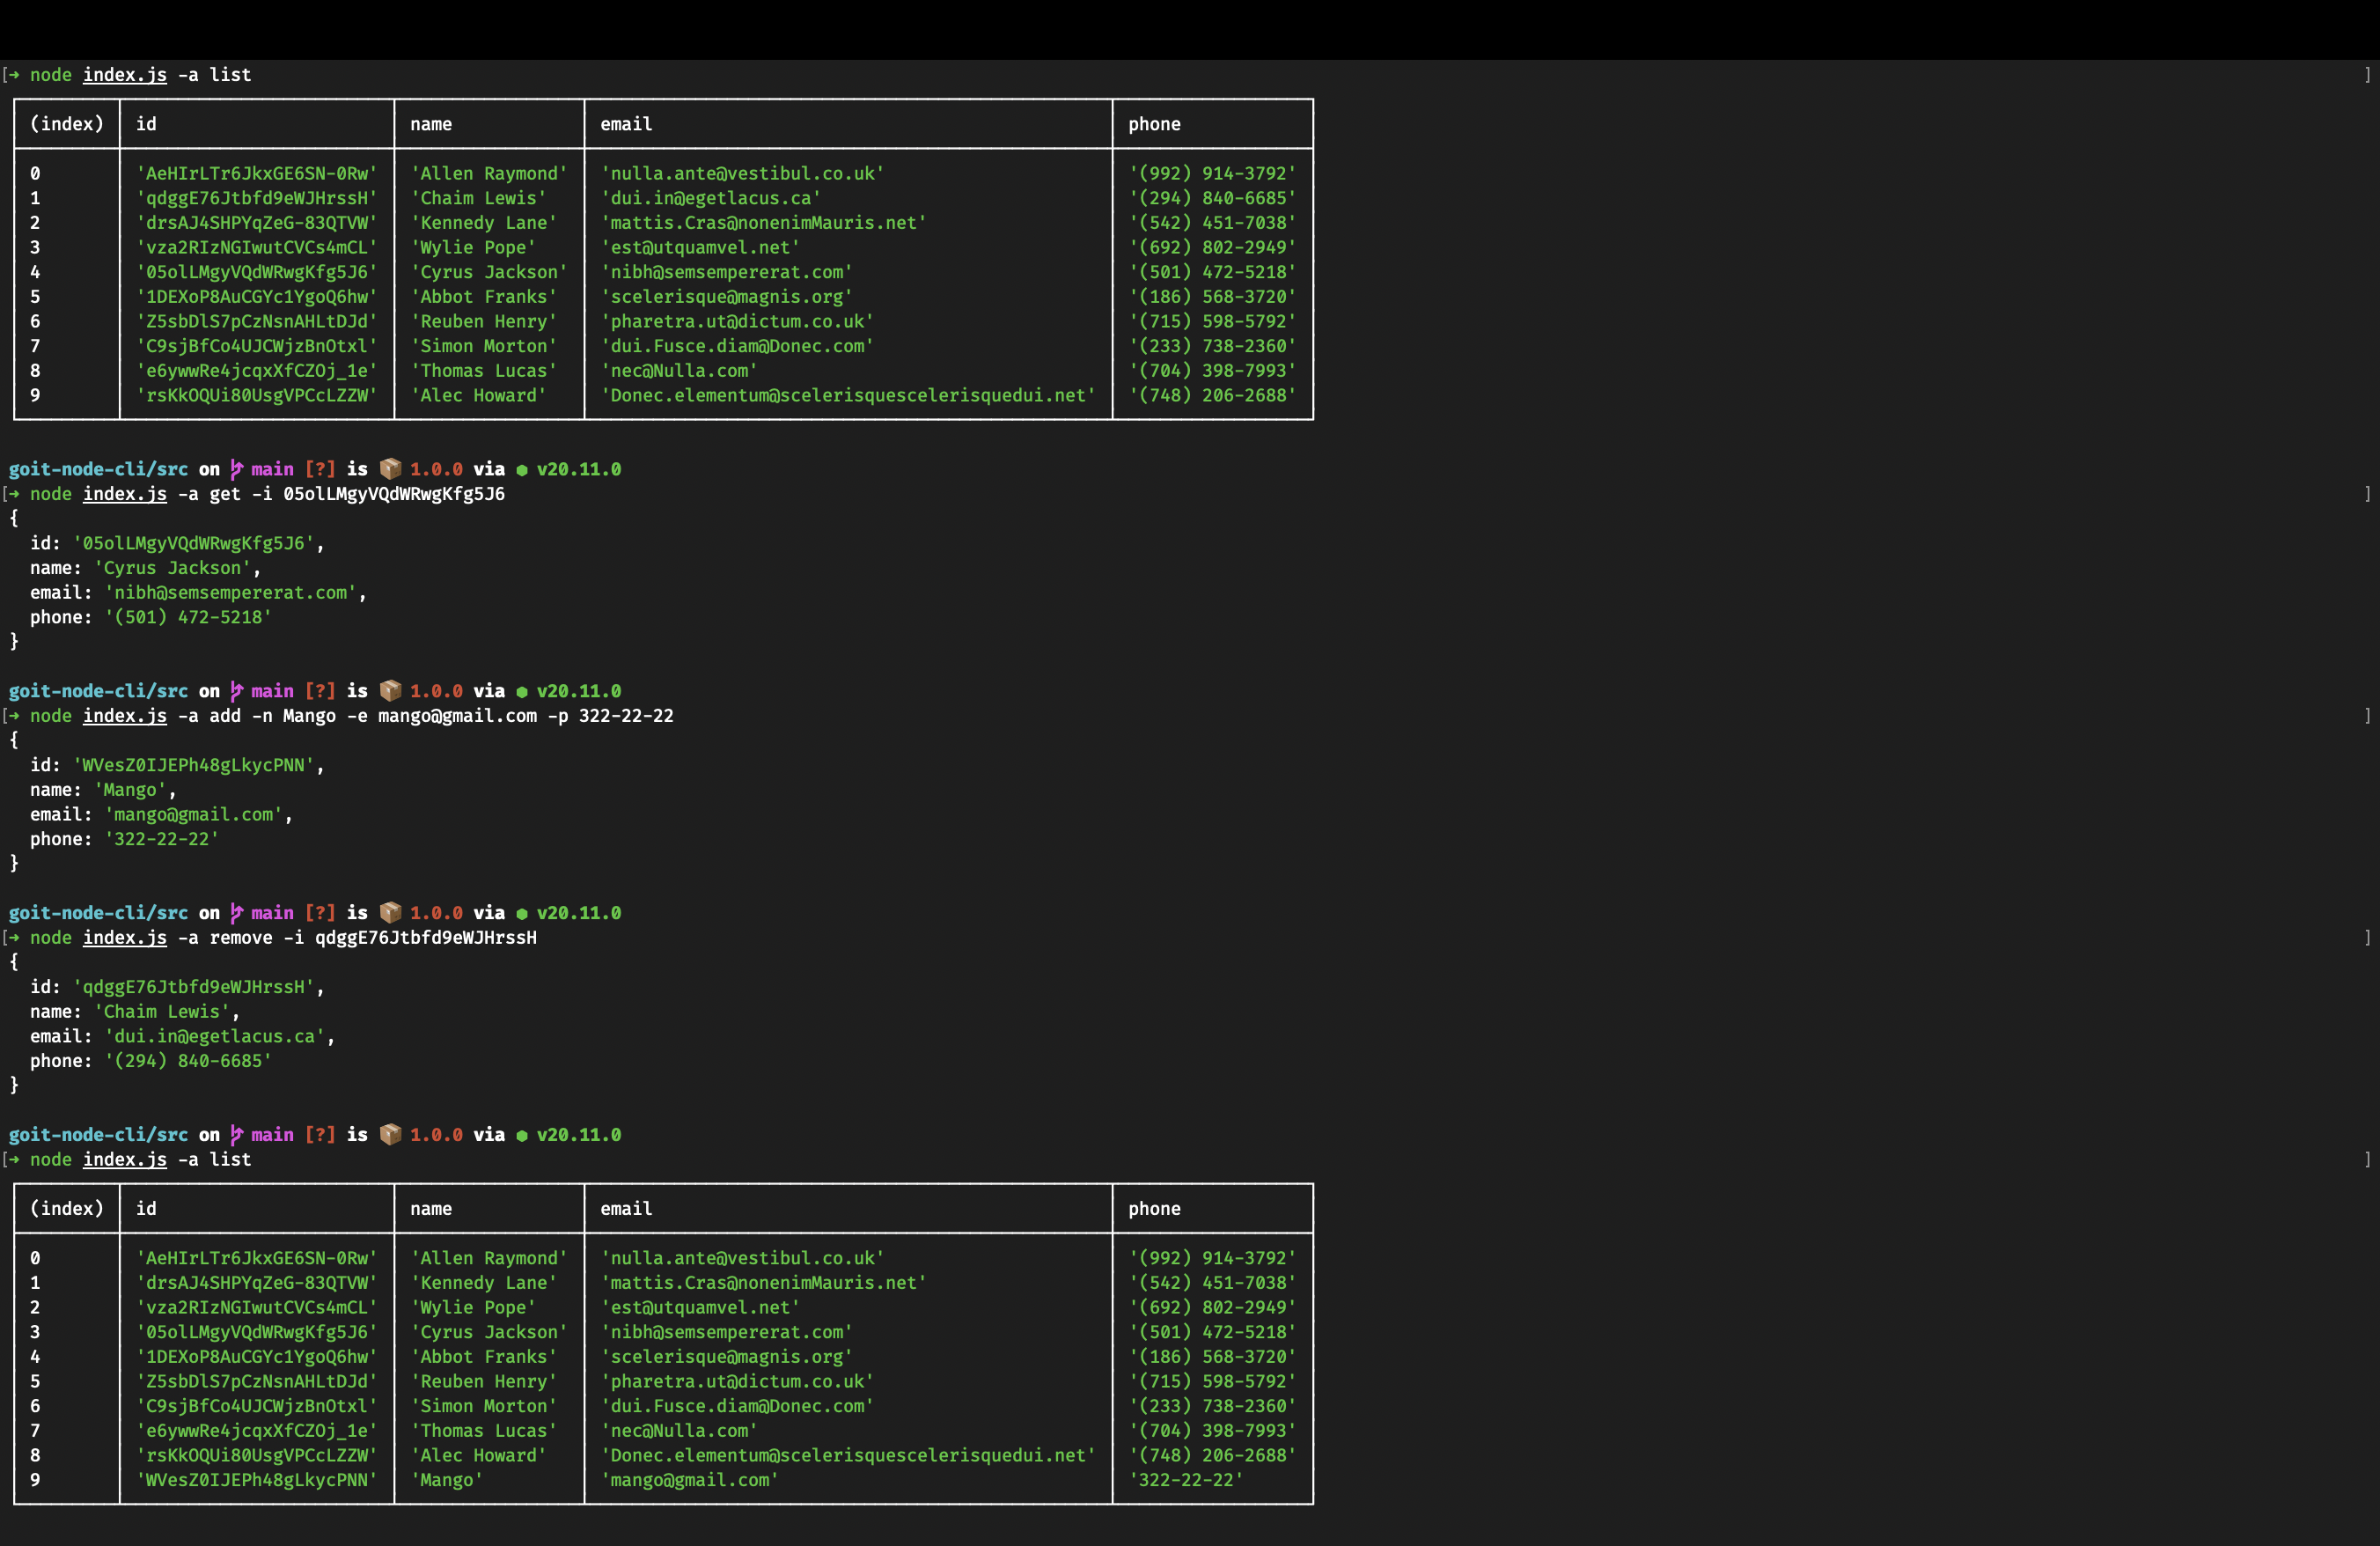 [➜ node index.js -a list ]
(index) id name email phone
0 'AeHIrLTr6JkxGE6SN-0Rw' 'Allen Raymond' 'nulla.ante@vestibul.co.uk' '(992) 914-3792'
1 'qdggE76Jtbfd9eWJHrssH' 'Chaim Lewis' 'dui.in@egetlacus.ca' '(294) 840-6685'
2 'drsAJ4SHPYqZeG-83QTVW' 'Kennedy Lane' 'mattis.Cras@nonenimMauris.net' '(542) 451-7038'
3 'vza2RIzNGIwutCVCs4mCL' 'Wylie Pope' 'est@utquamvel.net' '(692) 802-2949'
4 '05olLMgyVQdWRwgKfg5J6' 'Cyrus Jackson' 'nibh@semsempererat.com' '(501) 472-5218'
5 '1DEXoP8AuCGYc1YgoQ6hw' 'Abbot Franks' 'scelerisque@magnis.org' '(186) 568-3720'
6 'Z5sbDlS7pCzNsnAHLtDJd' 'Reuben Henry' 'pharetra.ut@dictum.co.uk' '(715) 598-5792'
7 'C9sjBfCo4UJCWjzBnOtxl' 'Simon Morton' 'dui.Fusce.diam@Donec.com' '(233) 738-2360'
8 'e6ywwRe4jcqxXfCZOj_1e' 'Thomas Lucas' 'nec@Nulla.com' '(704) 398-7993'
9 'rsKkOQUi80UsgVPCcLZZW' 'Alec Howard' 'Donec.elementum@scelerisquescelerisquedui.net' '(748) 206-2688'
goit-node-cli/src on main [?] is 📦 1.0.0 via ⬢ v20.11.0
[➜ node index.js -a get -i 05olLMgyVQdWRwgKfg5J6 ]
{
id: '05olLMgyVQdWRwgKfg5J6',
name: 'Cyrus Jackson',
email: 'nibh@semsempererat.com',
phone: '(501) 472-5218'
}
goit-node-cli/src on main [?] is 📦 1.0.0 via ⬢ v20.11.0
[➜ node index.js -a add -n Mango -e mango@gmail.com -p 322-22-22 ]
{
id: 'WVesZ0IJEPh48gLkycPNN',
name: 'Mango',
email: 'mango@gmail.com',
phone: '322-22-22'
}
goit-node-cli/src on main [?] is 📦 1.0.0 via ⬢ v20.11.0
[➜ node index.js -a remove -i qdggE76Jtbfd9eWJHrssH ]
{
id: 'qdggE76Jtbfd9eWJHrssH',
name: 'Chaim Lewis',
email: 'dui.in@egetlacus.ca',
phone: '(294) 840-6685'
}
goit-node-cli/src on main [?] is 📦 1.0.0 via ⬢ v20.11.0
[➜ node index.js -a list ]
(index) id name email phone
0 'AeHIrLTr6JkxGE6SN-0Rw' 'Allen Raymond' 'nulla.ante@vestibul.co.uk' '(992) 914-3792'
1 'drsAJ4SHPYqZeG-83QTVW' 'Kennedy Lane' 'mattis.Cras@nonenimMauris.net' '(542) 451-7038'
2 'vza2RIzNGIwutCVCs4mCL' 'Wylie Pope' 'est@utquamvel.net' '(692) 802-2949'
3 '05olLMgyVQdWRwgKfg5J6' 'Cyrus Jackson' 'nibh@semsempererat.com' '(501) 472-5218'
4 '1DEXoP8AuCGYc1YgoQ6hw' 'Abbot Franks' 'scelerisque@magnis.org' '(186) 568-3720'
5 'Z5sbDlS7pCzNsnAHLtDJd' 'Reuben Henry' 'pharetra.ut@dictum.co.uk' '(715) 598-5792'
6 'C9sjBfCo4UJCWjzBnOtxl' 'Simon Morton' 'dui.Fusce.diam@Donec.com' '(233) 738-2360'
7 'e6ywwRe4jcqxXfCZOj_1e' 'Thomas Lucas' 'nec@Nulla.com' '(704) 398-7993'
8 'rsKkOQUi80UsgVPCcLZZW' 'Alec Howard' 'Donec.elementum@scelerisquescelerisquedui.net' '(748) 206-2688'
9 'WVesZ0IJEPh48gLkycPNN' 'Mango' 'mango@gmail.com' '322-22-22'